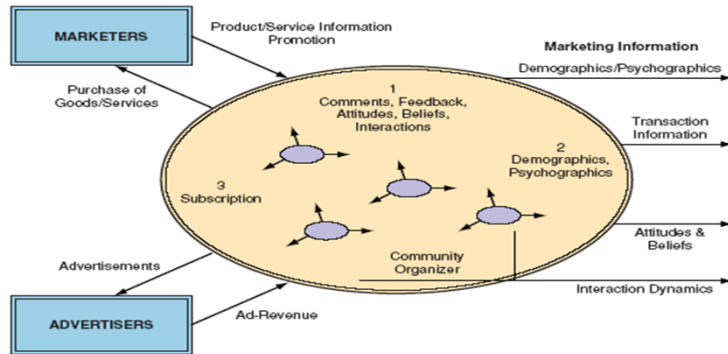 MARKETERS
Product/Service Information
Promotion
Marketing Information
Demographics/Psychographics
Purchase of
Goods/Services
1
Comments, Feedback,
Attitudes, Beliefs,
Interactions
Transaction
Information
2
Demographics,
Psychographics
3
Subscription
Attitudes &
Beliefs
Community
Organizer
Advertisements
Interaction Dynamics
ADVERTISERS
Ad-Revenue